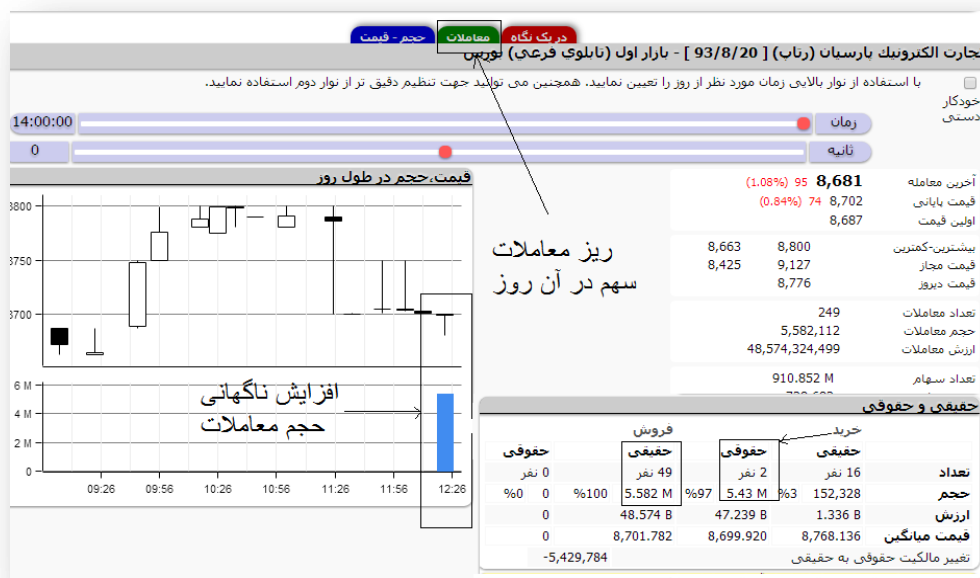 در یک نگاه
معاملات
حجم - قیمت
تجارت الکترونیک پارسیان (رتاپ) [ 93/8/20 ] - بازار اول (تابلوی فرعی) بورس
با استفاده از نوار بالایی زمان مورد نظر از روز را تعیین نمایید. همچنین می توانید جهت تنظیم دقیق تر از نوار دوم استفاده نمایید.
خودکار
دستی
زمان 14:00:00
ثانیه 0
قیمت،حجم در طول روز
آخرین معامله 8,681 95 (1.08%)
قیمت پایانی 8,702 74 (0.84%)
اولین قیمت 8,687
بیشترین-کمترین 8,800 8,663
قیمت مجاز 9,127 8,425
قیمت دیروز 8,776
تعداد معاملات 249
حجم معاملات 5,582,112
ارزش معاملات 48,574,324,499
تعداد سهام 910.852 M
ریز معاملات
سهم در آن روز
3800
3750
3700
افزایش ناگهانی
حجم معاملات
6 M
4 M
2 M
0
09:26 09:56 10:26 10:56 11:26 11:56 12:26
حقیقی و حقوقی
خرید فروش
حقیقی حقوقی حقیقی حقوقی
تعداد 16 نفر 2 نفر 49 نفر 0 نفر
حجم 152,328 %3 5.43 M %97 5.582 M %100 0 %0
ارزش 1.336 B 47.239 B 48.574 B 0
قیمت میانگین 8,768.136 8,699.920 8,701.782 0
تغییر مالکیت حقوقی به حقیقی -5,429,784